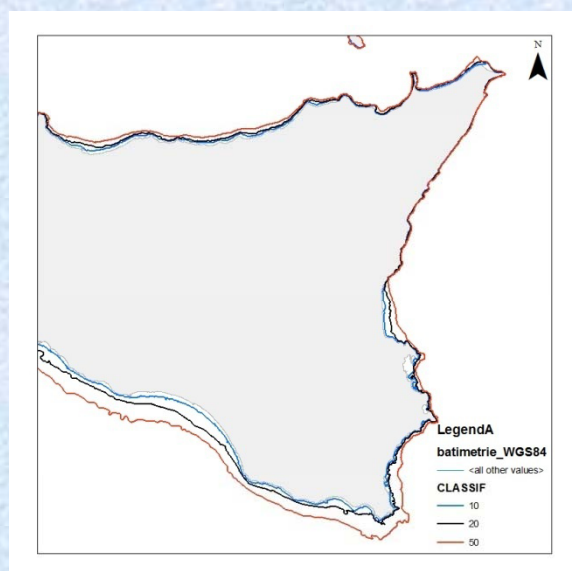 N
LegendA
batimetrie_WGS84
<all other values>
CLASSIF
10
20
50